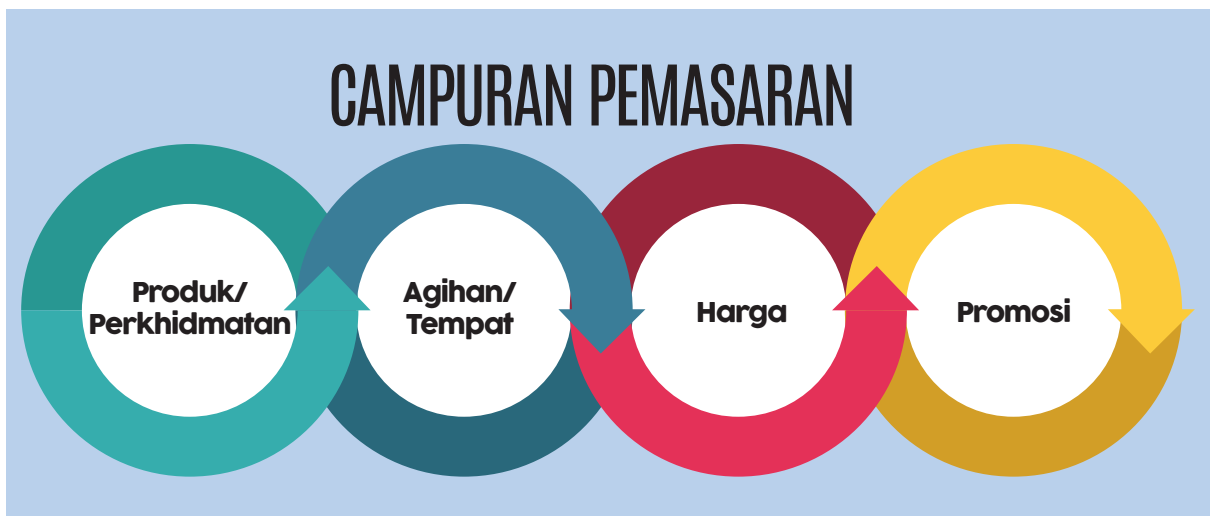 CAMPURAN PEMASARAN
Produk/
Perkhidmatan
Agihan/
Tempat
Harga
Promosi